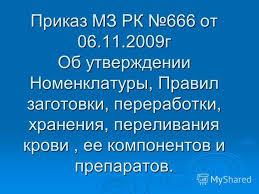 Приказ МЗ РК №666 от
06.11.2009г
Об утверждении
Номенклатуры, Правил
заготовки, переработки,
хранения, переливания
крови , ее компонентов и
препаратов.
MyShared